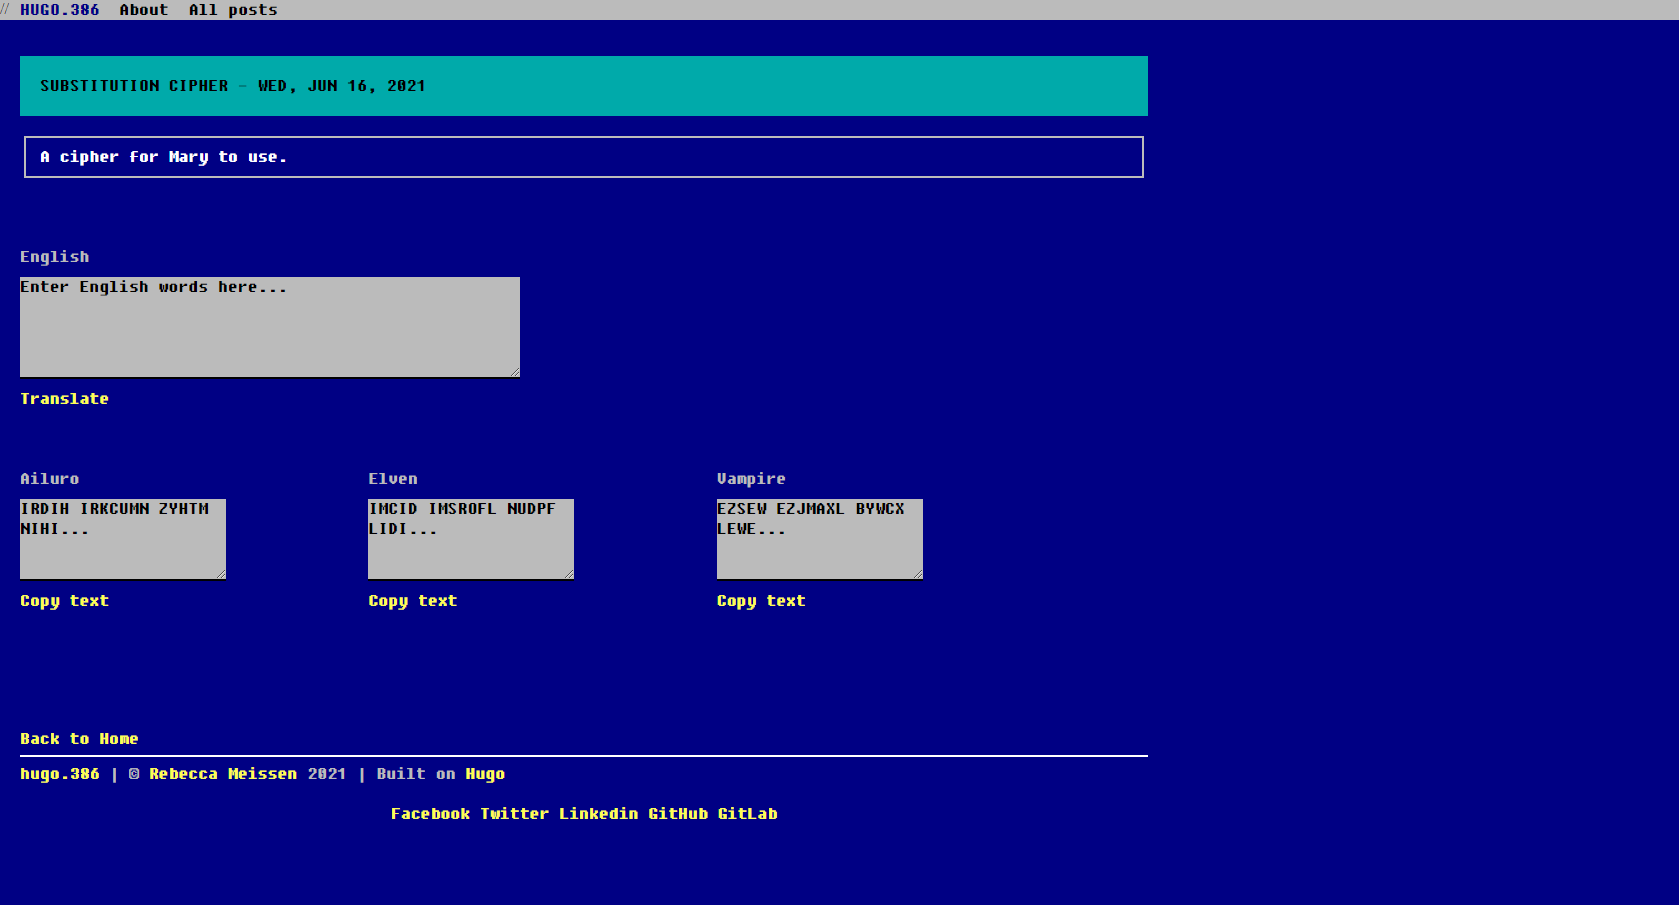 // HUGO.386 About All posts
SUBSTITUTION CIPHER - WED, JUN 16, 2021
A cipher for Mary to use.
English
Enter English words here...
Translate
Ailuro Elven Vampire
IRDIH IRKCUMN ZYHTM IMCID IMSROFL NUDPF EZSEW EZJMAXL BYWCX
NIHI... LIDI... LEWE...
Copy text Copy text Copy text
Back to Home
hugo.386 | © Rebecca Meissen 2021 | Built on Hugo
Facebook Twitter Linkedin GitHub GitLab